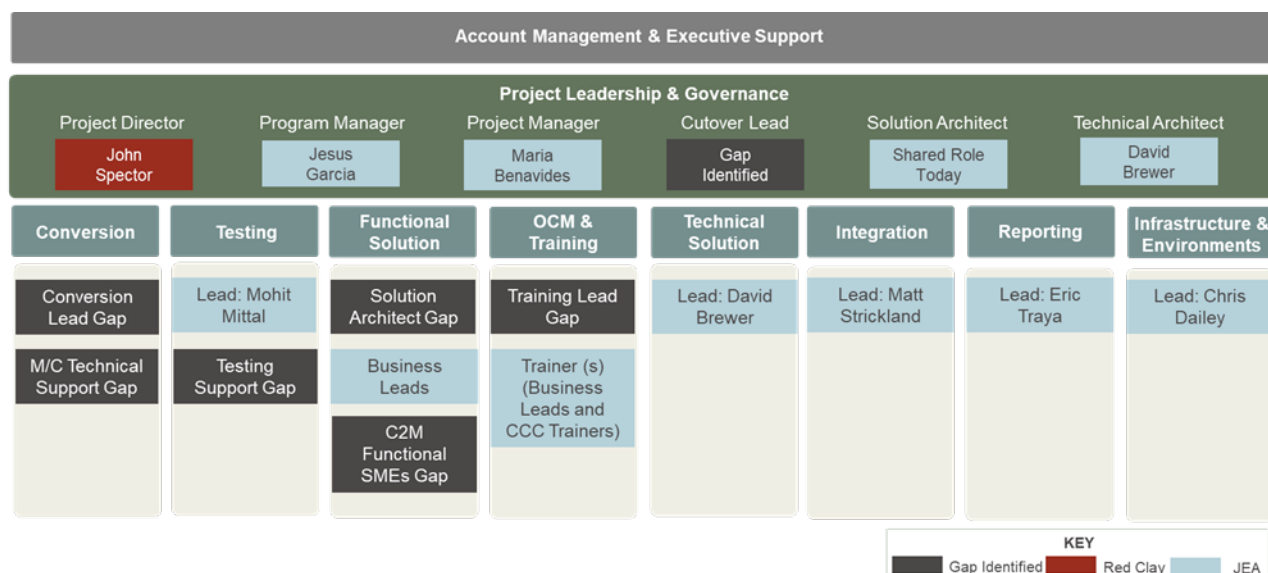 Account Management & Executive Support
Project Leadership & Governance
Project Director
Program Manager
Project Manager
Cutover Lead
Solution Architect
Technical Architect
John
Spector
Jesus
Garcia
Maria
Benavides
Gap
Identified
Shared Role
Today
David
Brewer
Conversion
Testing
Functional
Solution
OCM &
Training
Technical
Solution
Integration
Reporting
Infrastructure &
Environments
Conversion
Lead Gap
M/C Technical
Support Gap
Lead: Mohit
Mittal
Testing
Support Gap
Solution
Architect Gap
Business
Leads
C2M
Functional
SMEs Gap
Training Lead
Gap
Trainer (s)
(Business
Leads and
CCC Trainers)
Lead: David
Brewer
Lead: Matt
Strickland
Lead: Eric
Traya
Lead: Chris
Dailey
KEY
Gap Identified
Red Clay
JEA